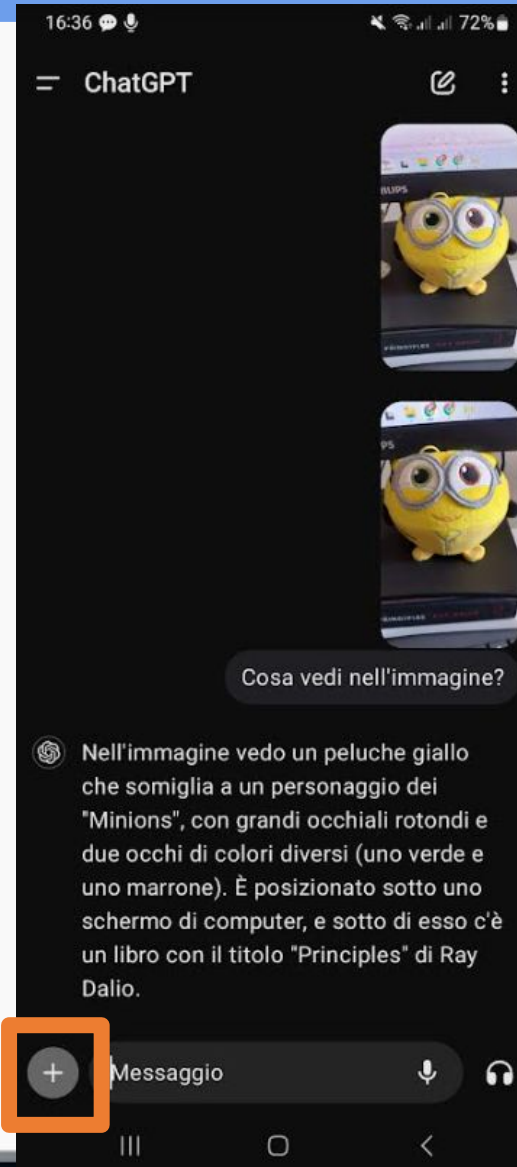 16:36
72%
ChatGPT
PRINCIPLES
PS
Cosa vedi nell'immagine?
Nell'immagine vedo un peluche giallo
che somiglia a un personaggio dei
"Minions", con grandi occhiali rotondi e
due occhi di colori diversi (uno verde e
uno marrone). È posizionato sotto uno
schermo di computer, e sotto di esso c'è
un libro con il titolo "Principles" di Ray
Dalio.
Messaggio